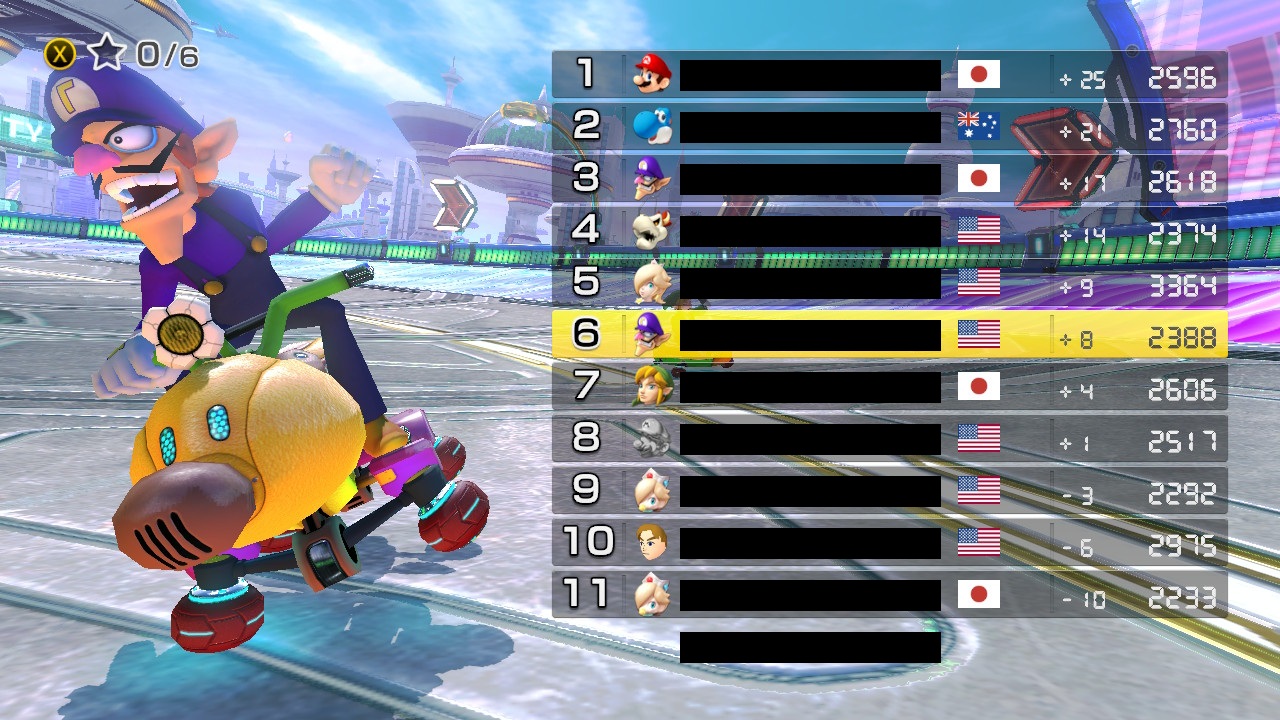 X 0/6
TV
1 + 25 2596
2 + 21 2760
3 + 17 2618
4 + 14 2374
5 + 9 3364
6 + 8 2388
7 + 4 2606
8 + 1 2517
9 - 3 2292
10 - 6 2975
11 - 10 2233